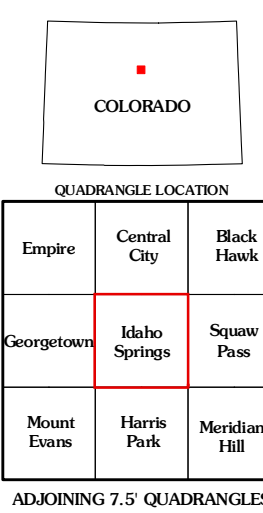 COLORADO
QUADRANGLE LOCATION
Empire
Central
City
Black
Hawk
Georgetown
Idaho
Springs
Squaw
Pass
Mount
Evans
Harris
Park
Meridian
Hill
ADJOINING 7.5' QUADRANGLES